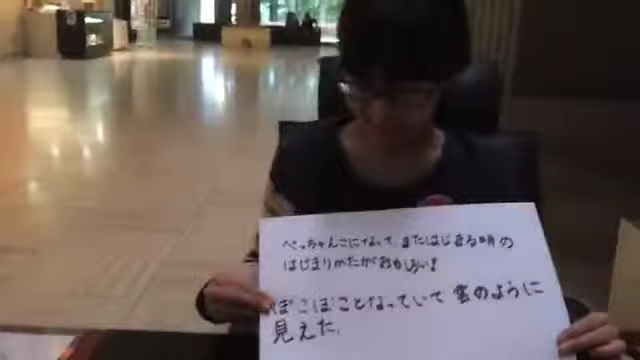 ぺっちゃんこになって、またはじまる時の
はじまりかたがおもしろい!
ぼこぼことなっていて雲のように
見えた。